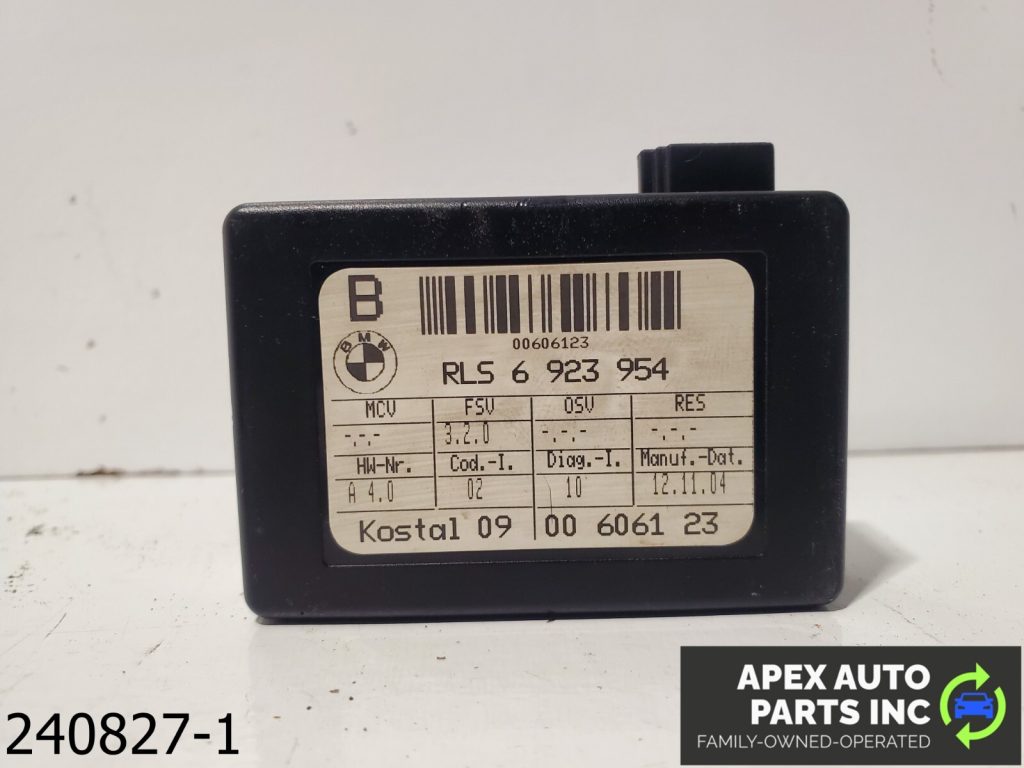 B
00606123
BMW
RLS 6 923 954
MCV FSV OSV RES
-.-.- 3.2.0 -.-.- -.-.-
HW-Nr. Cod.-I. Diag.-I. Manuf.-Dat.
A 4.0 02 10 12.11.04
Kostal 09 00 606123
240827-1
APEX AUTO
PARTS INC
FAMILY-OWNED-OPERATED